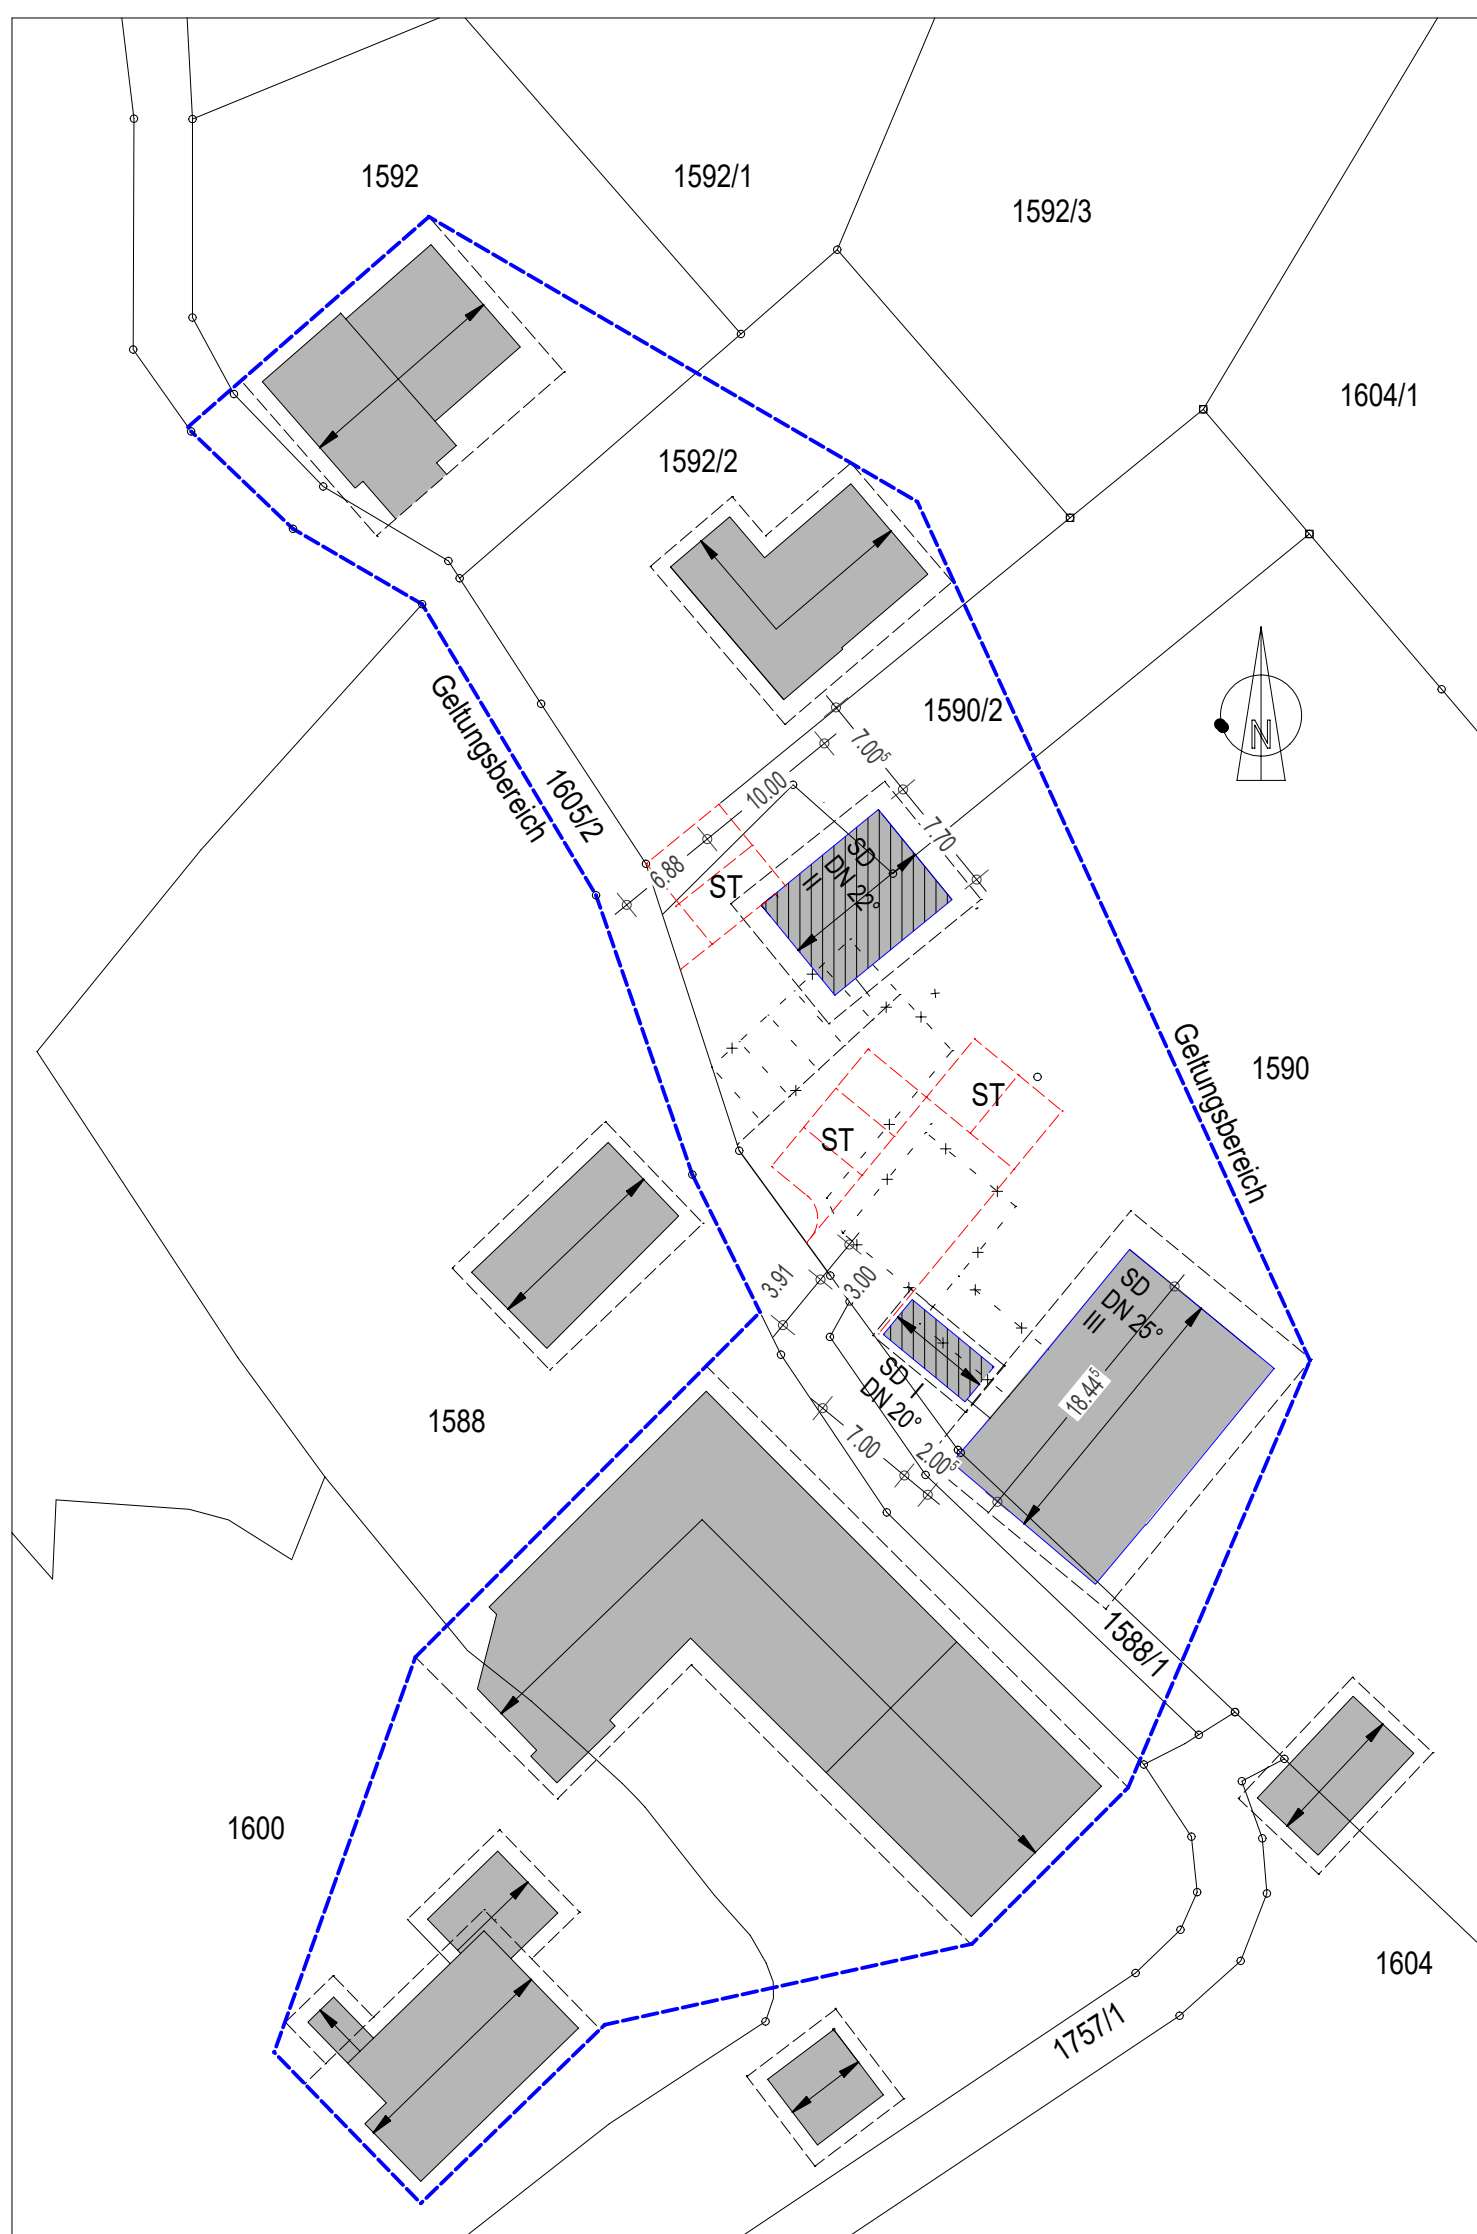 1592
1592/1
1592/3
1604/1
1592/2
1590/2
Geltungsbereich
1605/2
N
7.00⁵
10.00
7.70
6.88
ST
SD
DN 22°
II
Geltungsbereich
1590
ST
ST
3.91
3.00
SD
DN 25°
III
18.44⁵
SD I
DN 20°
1588
7.00
2.00⁵
1588/1
1600
1604
1757/1